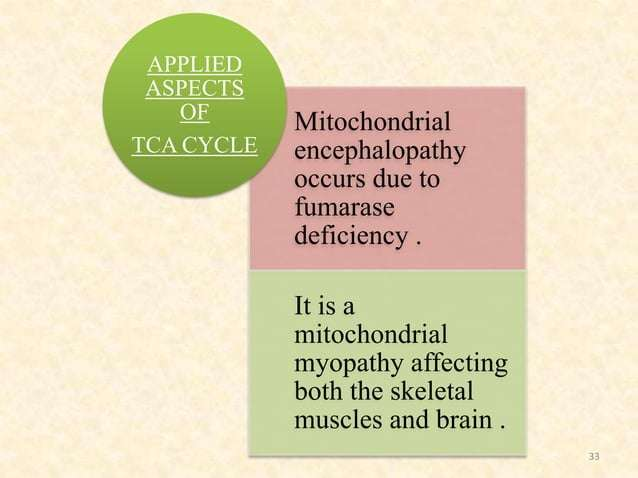 APPLIED
ASPECTS
OF
TCA CYCLE
Mitochondrial
encephalopathy
occurs due to
fumarase
deficiency .
It is a
mitochondrial
myopathy affecting
both the skeletal
muscles and brain .
33